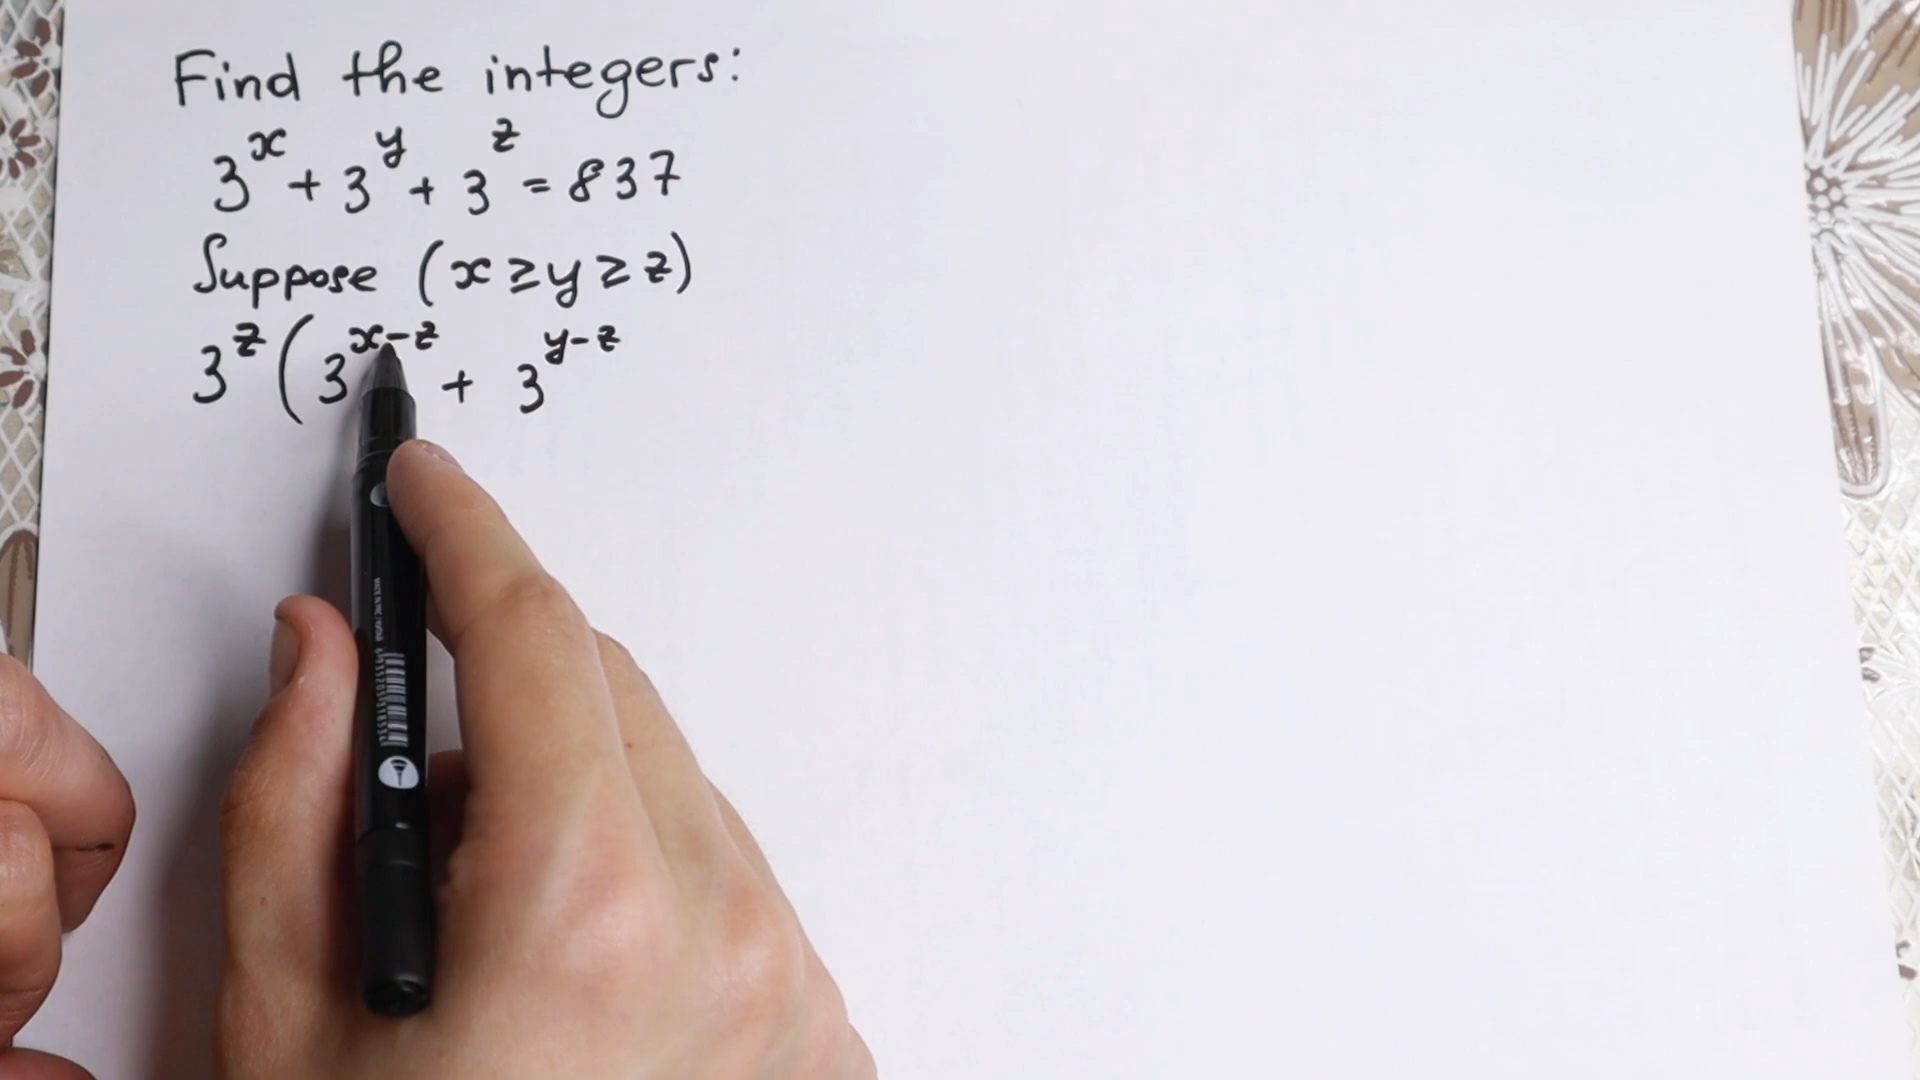 Find the integers:
3^x + 3^y + 3^z = 837
Suppose (x ≥ y ≥ z)
3^z (3^(x-z) + 3^(y-z)